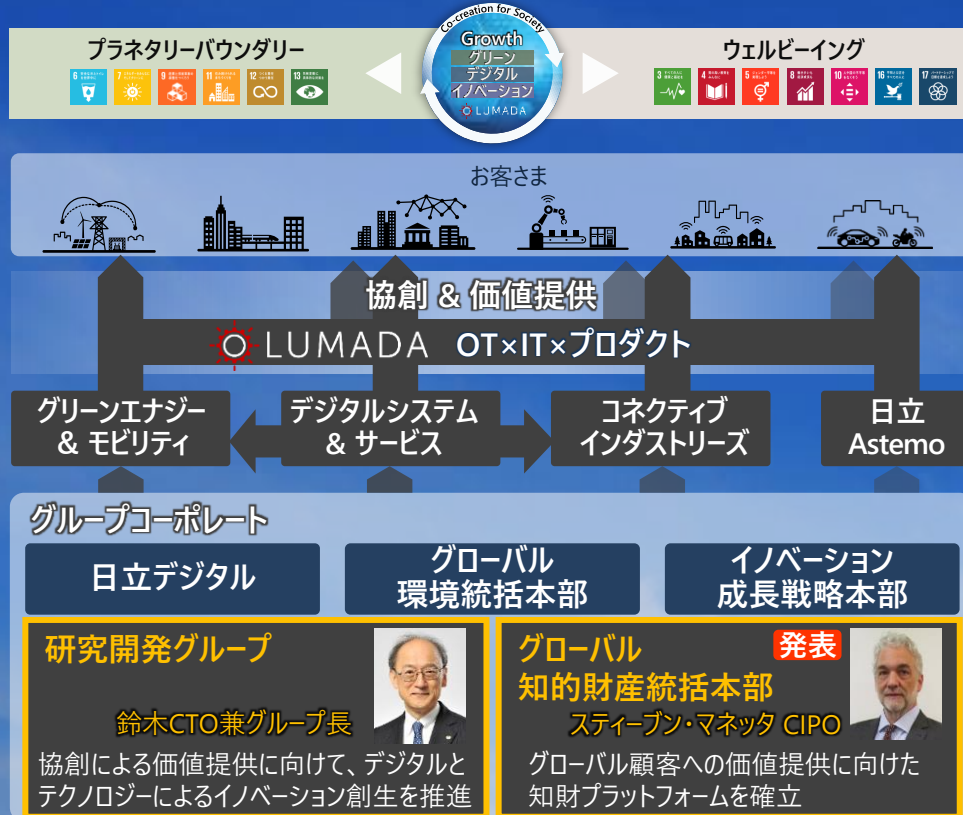 Co-creation for Society
Growth
グリーン
デジタル
イノベーション
LUMADA
プラネタリーバウンダリー
6
7
9
11
12
13
ウェルビーイング
3
4
5
8
10
16
17
お客さま
協創 & 価値提供
LUMADA OT×IT×プロダクト
グリーンエナジー
& モビリティ
デジタルシステム
& サービス
コネクティブ
インダストリーズ
日立
Astemo
グループコーポレート
日立デジタル
グローバル
環境統括本部
イノベーション
成長戦略本部
研究開発グループ
鈴木CTO兼グループ長
協創による価値提供に向けて、デジタルと
テクノロジーによるイノベーション創生を推進
グローバル
知的財産統括本部
発表
スティーブン・マネッタ CIPO
グローバル顧客への価値提供に向けた
知財プラットフォームを確立